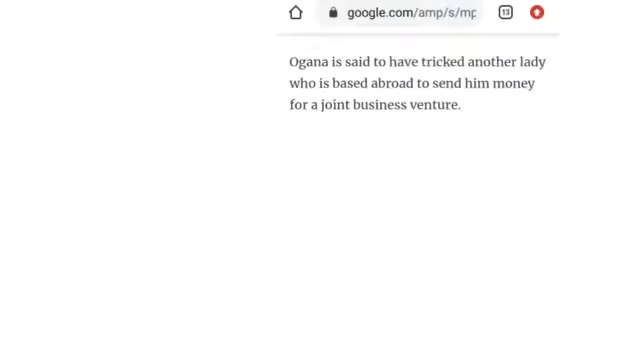 google.com/amp/s/mp
13
Ogana is said to have tricked another lady
who is based abroad to send him money
for a joint business venture.